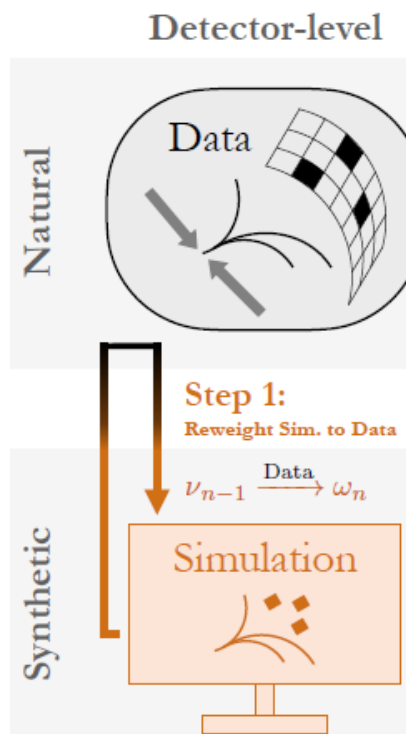 Detector-level
Natural
Data
Step 1:
Reweight Sim. to Data
Synthetic
Data
νₙ₋₁ ⟶ ωₙ
Simulation